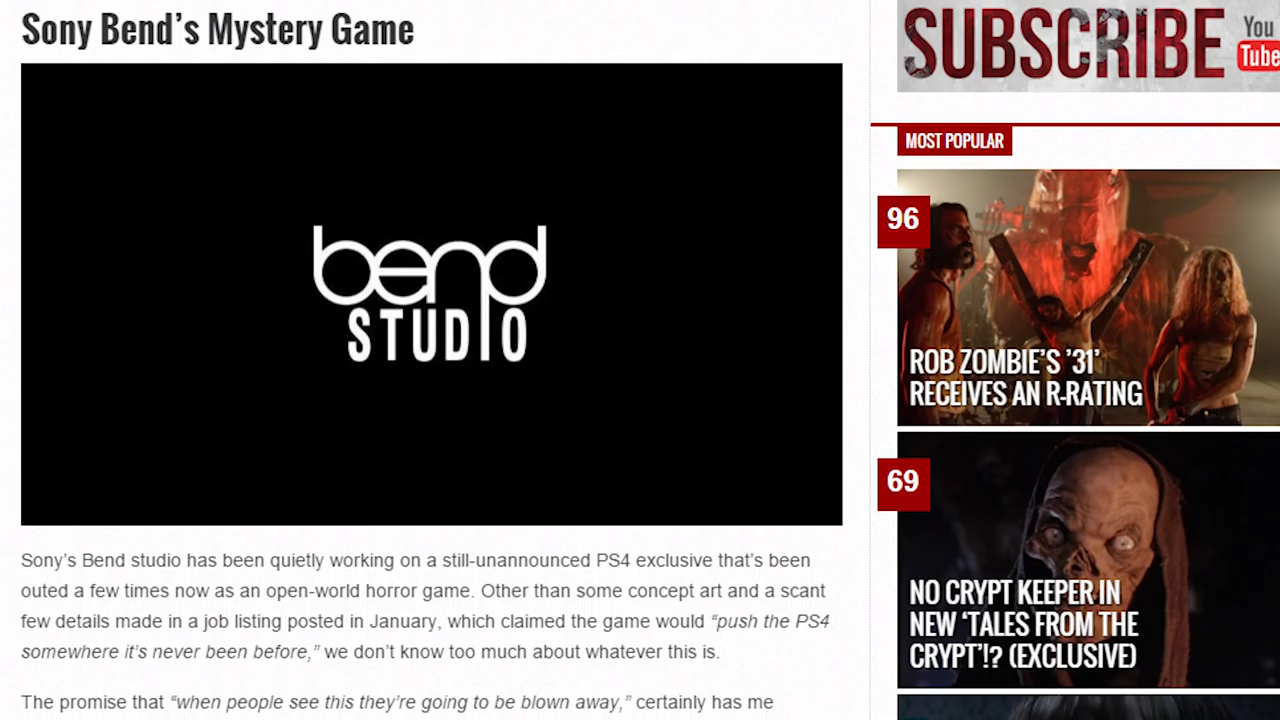 Sony Bend’s Mystery Game
bend
STUDIO
Sony’s Bend studio has been quietly working on a still-unannounced PS4 exclusive that’s been
outed a few times now as an open-world horror game. Other than some concept art and a scant
few details made in a job listing posted in January, which claimed the game would “push the PS4
somewhere it’s never been before,” we don’t know too much about whatever this is.
The promise that “when people see this they’re going to be blown away,” certainly has me
SUBSCRIBE
You
Tube
MOST POPULAR
96
ROB ZOMBIE’S ’31’
RECEIVES AN R-RATING
69
NO CRYPT KEEPER IN
NEW ‘TALES FROM THE
CRYPT’!? (EXCLUSIVE)